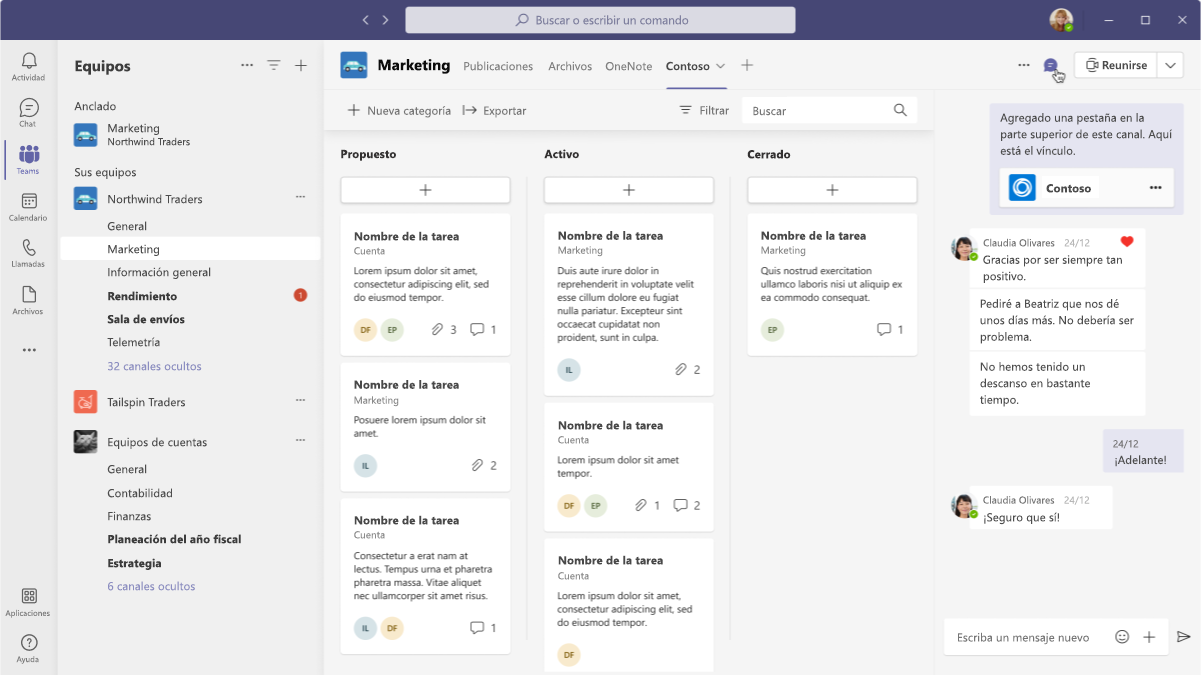 Buscar o escribir un comando
Actividad
Chat
Teams
Calendario
Llamadas
Archivos
Aplicaciones
Ayuda
Equipos
Anclado
Marketing
Northwind Traders
Sus equipos
Northwind Traders
General
Marketing
Información general
Rendimiento
1
Sala de envíos
Telemetría
32 canales ocultos
Tailspin Traders
Equipos de cuentas
General
Contabilidad
Finanzas
Planeación del año fiscal
Estrategia
6 canales ocultos
Marketing
Publicaciones
Archivos
OneNote
Contoso
Reunirse
Nueva categoría
Exportar
Filtrar
Buscar
Propuesto
Nombre de la tarea
Cuenta
Lorem ipsum dolor sit amet,
consectetur adipiscing elit, sed
do eiusmod tempor.
DF EP 3 1
Nombre de la tarea
Marketing
Posuere lorem ipsum dolor sit
amet.
IL 2
Nombre de la tarea
Cuenta
Consectetur a erat nam at
lectus. Tempus urna et pharetra
pharetra massa. Vitae aliquet
nec ullamcorper sit amet risus.
IL DF 1
Activo
Nombre de la tarea
Marketing
Duis aute irure dolor in
reprehenderit in voluptate velit
esse cillum dolore eu fugiat
nulla pariatur. Excepteur sint
occaecat cupidatat non
proident, sunt in culpa.
IL 2
Nombre de la tarea
Cuenta
Lorem ipsum dolor sit amet
tempor.
DF EP 1 2
Nombre de la tarea
Cuenta
Lorem ipsum dolor sit amet,
consectetur adipiscing elit, sed
do eiusmod tempor.
DF
Cerrado
Nombre de la tarea
Marketing
Quis nostrud exercitation
ullamco laboris nisi ut aliquip ex
ea commodo consequat.
EP 1
Agregado una pestaña en la
parte superior de este canal. Aquí
está el vínculo.
Contoso
Claudia Olivares 24/12
Gracias por ser siempre tan
positivo.
Pediré a Beatriz que nos dé
unos días más. No debería ser
problema.
No hemos tenido un
descanso en bastante
tiempo.
24/12
¡Adelante!
Claudia Olivares 24/12
¡Seguro que sí!
Escriba un mensaje nuevo